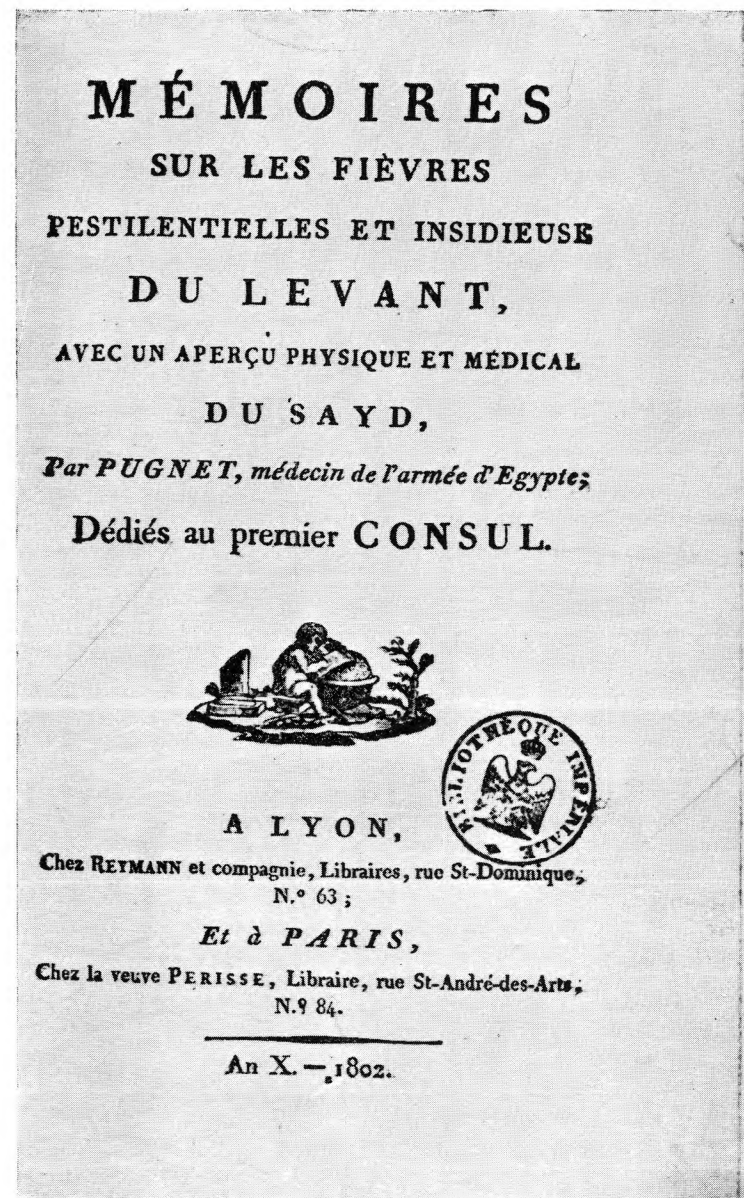 MÉMOIRES
SUR LES FIÈVRES
PESTILENTIELLES ET INSIDIEUSE
DU LEVANT,
AVEC UN APERÇU PHYSIQUE ET MÉDICAL
DU SAYD,
Par PUGNET, médecin de l'armée d'Egypte;
Dédiés au premier CONSUL.
BIBLIOTHÈQUE IMPÉRIALE
A LYON,
Chez REYMANN et compagnie, Libraires, rue St-Dominique,
N.º 63 ;
Et à PARIS,
Chez la veuve PERISSE, Libraire, rue St-André-des-Arts,
N.º 84.
An X. — 1802.